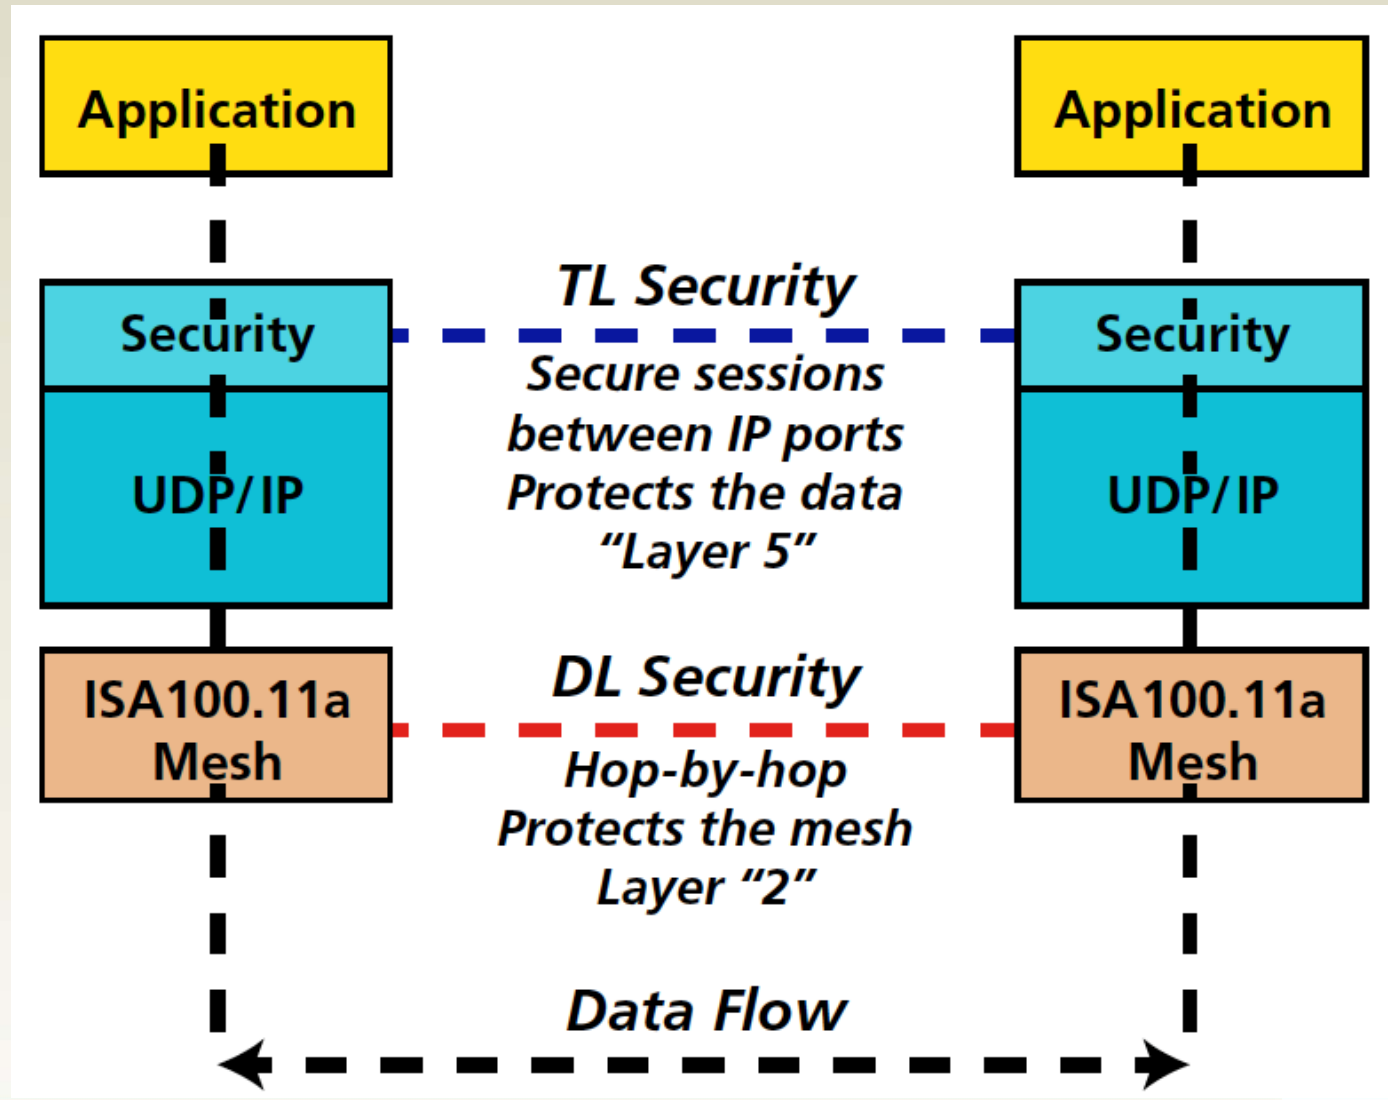 Application
Application
TL Security
Security
Security
Secure sessions
between IP ports
Protects the data
“Layer 5”
UDP/IP
UDP/IP
DL Security
ISA100.11a
Mesh
ISA100.11a
Mesh
Hop-by-hop
Protects the mesh
Layer “2”
Data Flow